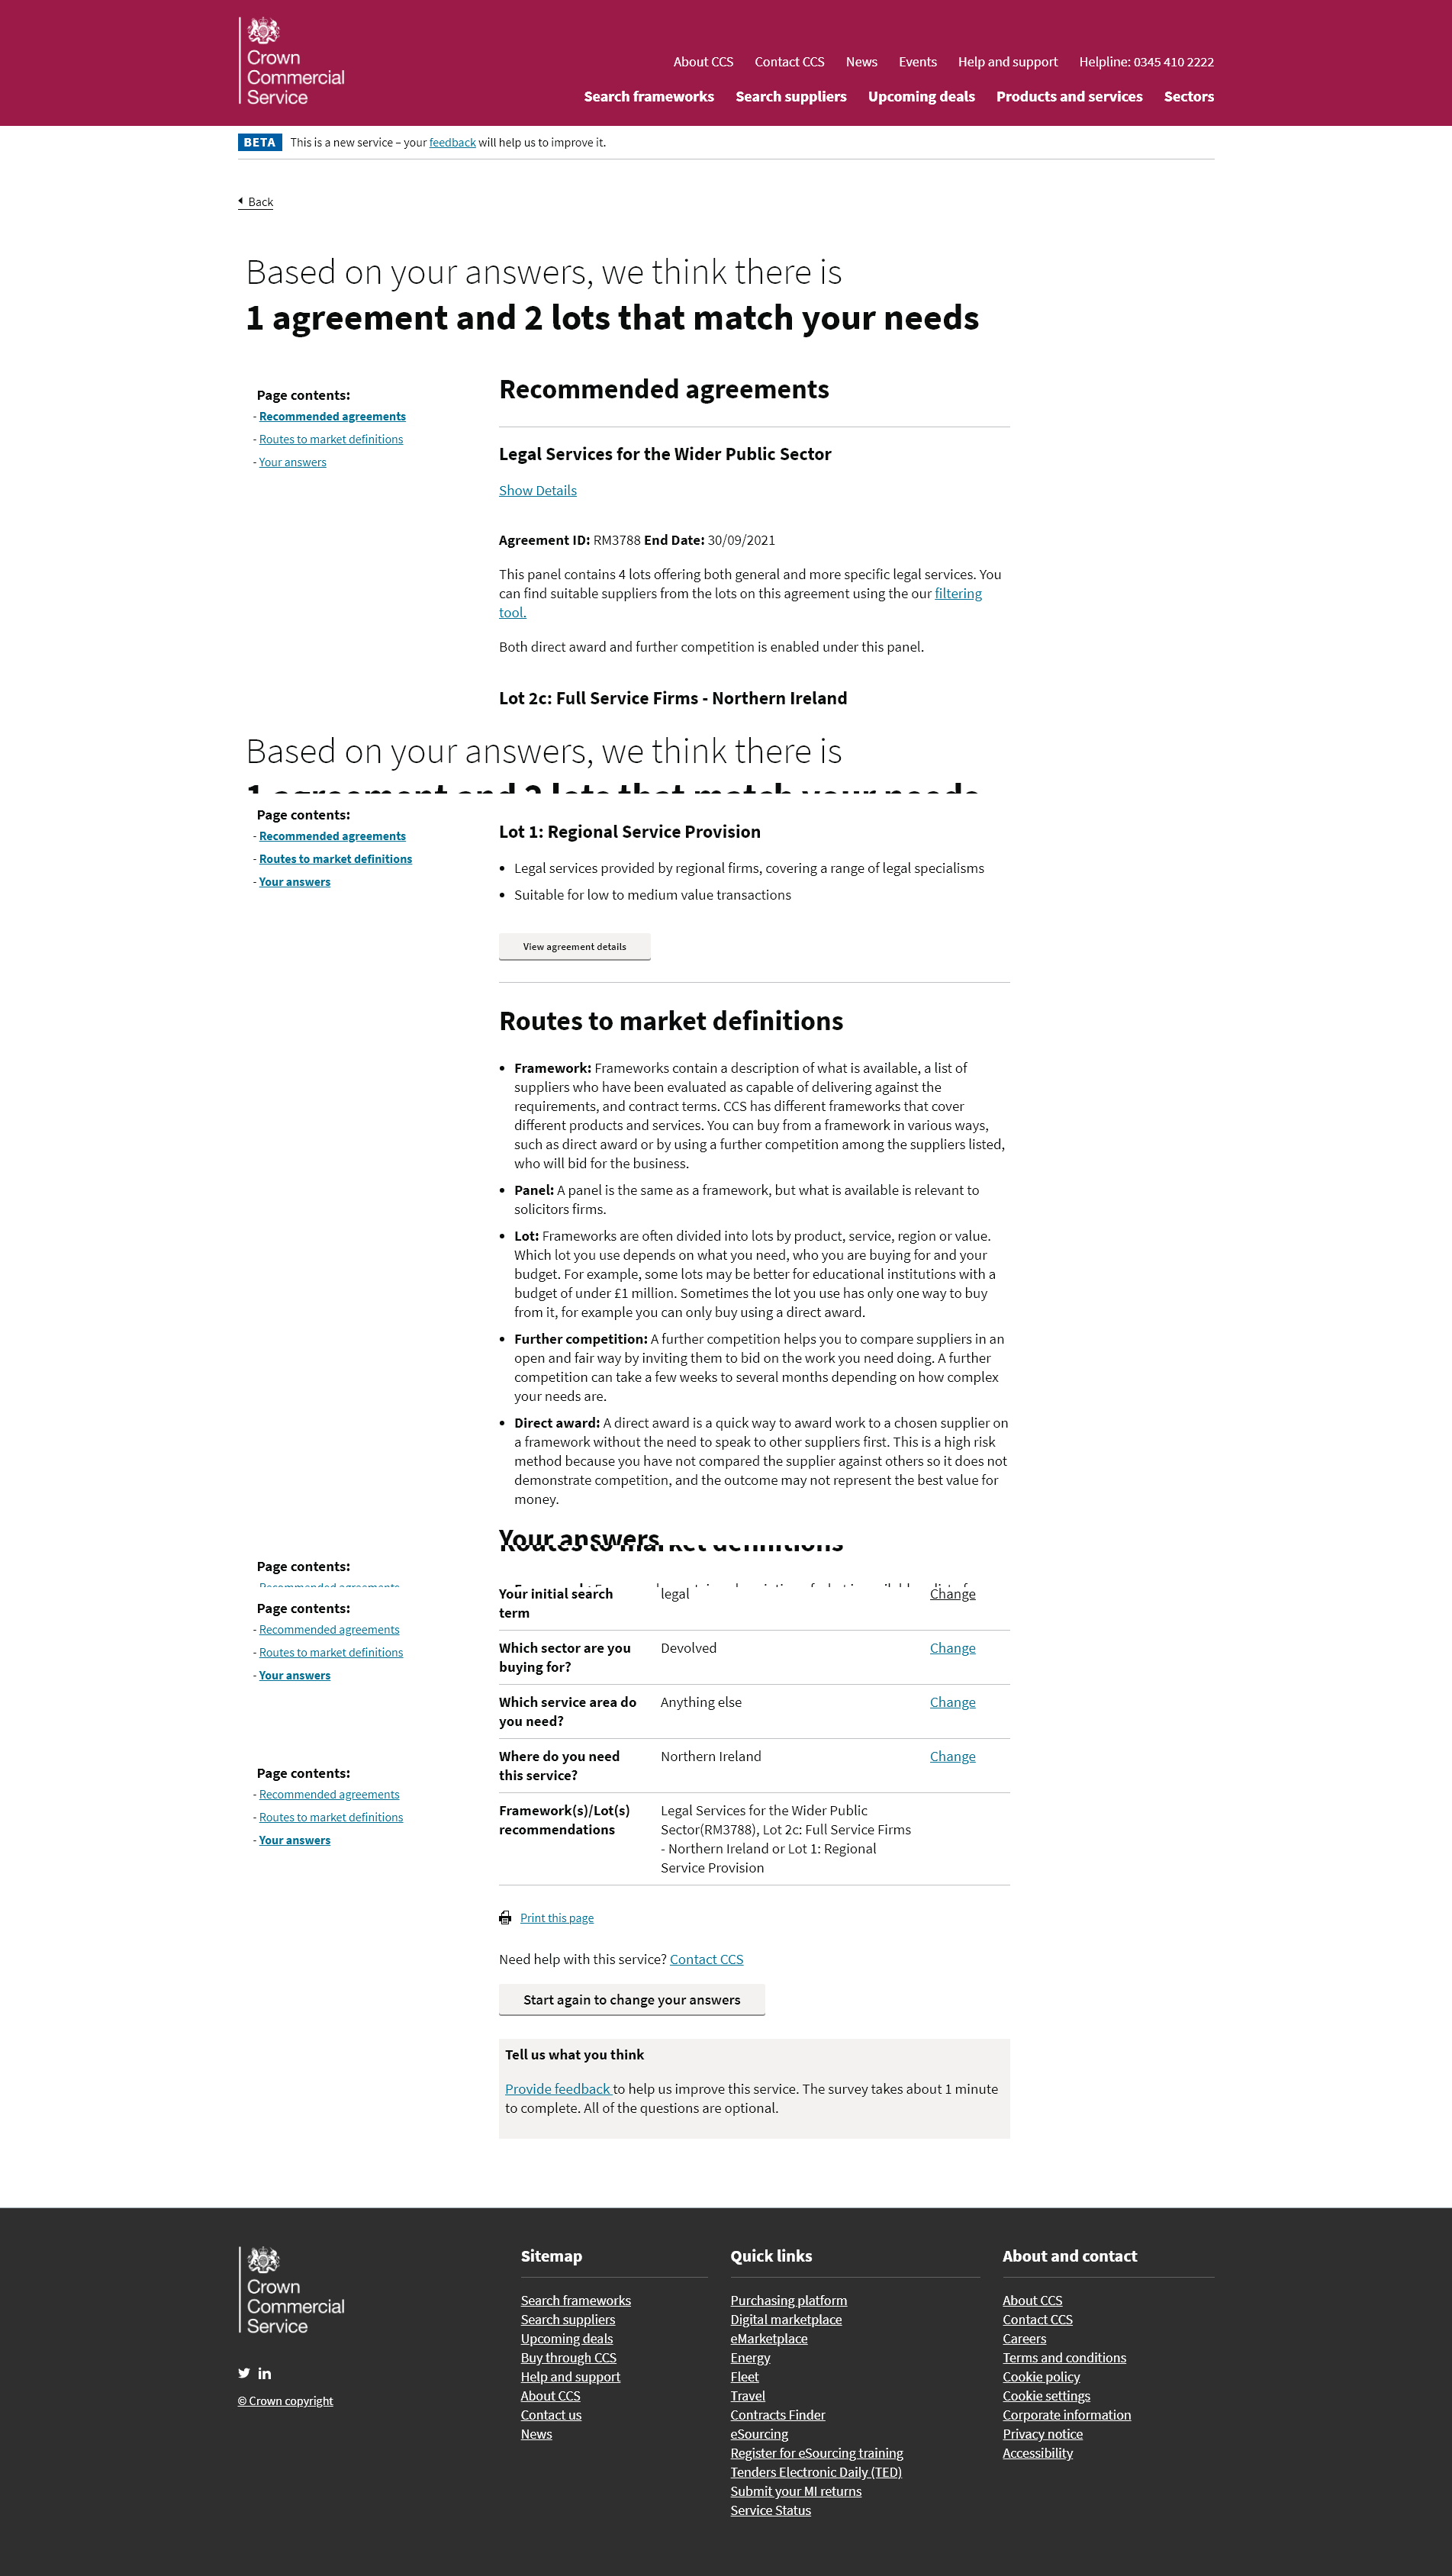 Crown
Commercial
Service
About CCS Contact CCS News Events Help and support Helpline: 0345 410 2222
Search frameworks Search suppliers Upcoming deals Products and services Sectors
BETA This is a new service – your feedback will help us to improve it.
Back
Based on your answers, we think there is
1 agreement and 2 lots that match your needs
Page contents:
- Recommended agreements
- Routes to market definitions
- Your answers
Recommended agreements
Legal Services for the Wider Public Sector
Show Details
Agreement ID: RM3788 End Date: 30/09/2021
This panel contains 4 lots offering both general and more specific legal services. You
can find suitable suppliers from the lots on this agreement using the our filtering
tool.
Both direct award and further competition is enabled under this panel.
Lot 2c: Full Service Firms - Northern Ireland
Based on your answers, we think there is
1 agreement and 2 lots that match your needs
Page contents:
- Recommended agreements
- Routes to market definitions
- Your answers
Lot 1: Regional Service Provision
• Legal services provided by regional firms, covering a range of legal specialisms
• Suitable for low to medium value transactions
View agreement details
Routes to market definitions
• Framework: Frameworks contain a description of what is available, a list of
suppliers who have been evaluated as capable of delivering against the
requirements, and contract terms. CCS has different frameworks that cover
different products and services. You can buy from a framework in various ways,
such as direct award or by using a further competition among the suppliers listed,
who will bid for the business.
• Panel: A panel is the same as a framework, but what is available is relevant to
solicitors firms.
• Lot: Frameworks are often divided into lots by product, service, region or value.
Which lot you use depends on what you need, who you are buying for and your
budget. For example, some lots may be better for educational institutions with a
budget of under £1 million. Sometimes the lot you use has only one way to buy
from it, for example you can only buy using a direct award.
• Further competition: A further competition helps you to compare suppliers in an
open and fair way by inviting them to bid on the work you need doing. A further
competition can take a few weeks to several months depending on how complex
your needs are.
• Direct award: A direct award is a quick way to award work to a chosen supplier on
a framework without the need to speak to other suppliers first. This is a high risk
method because you have not compared the supplier against others so it does not
demonstrate competition, and the outcome may not represent the best value for
money.
Your answers
Routes to market definitions
Page contents:
Page contents:
- Recommended agreements
- Routes to market definitions
- Your answers
Page contents:
- Recommended agreements
- Routes to market definitions
- Your answers
Your initial search legal Change
term
Which sector are you Devolved Change
buying for?
Which service area do Anything else Change
you need?
Where do you need Northern Ireland Change
this service?
Framework(s)/Lot(s) Legal Services for the Wider Public
recommendations Sector(RM3788), Lot 2c: Full Service Firms
- Northern Ireland or Lot 1: Regional
Service Provision
Print this page
Need help with this service? Contact CCS
Start again to change your answers
Tell us what you think
Provide feedback to help us improve this service. The survey takes about 1 minute
to complete. All of the questions are optional.
Crown
Commercial
Service
© Crown copyright
Sitemap
Search frameworks
Search suppliers
Upcoming deals
Buy through CCS
Help and support
About CCS
Contact us
News
Quick links
Purchasing platform
Digital marketplace
eMarketplace
Energy
Fleet
Travel
Contracts Finder
eSourcing
Register for eSourcing training
Tenders Electronic Daily (TED)
Submit your MI returns
Service Status
About and contact
About CCS
Contact CCS
Careers
Terms and conditions
Cookie policy
Cookie settings
Corporate information
Privacy notice
Accessibility